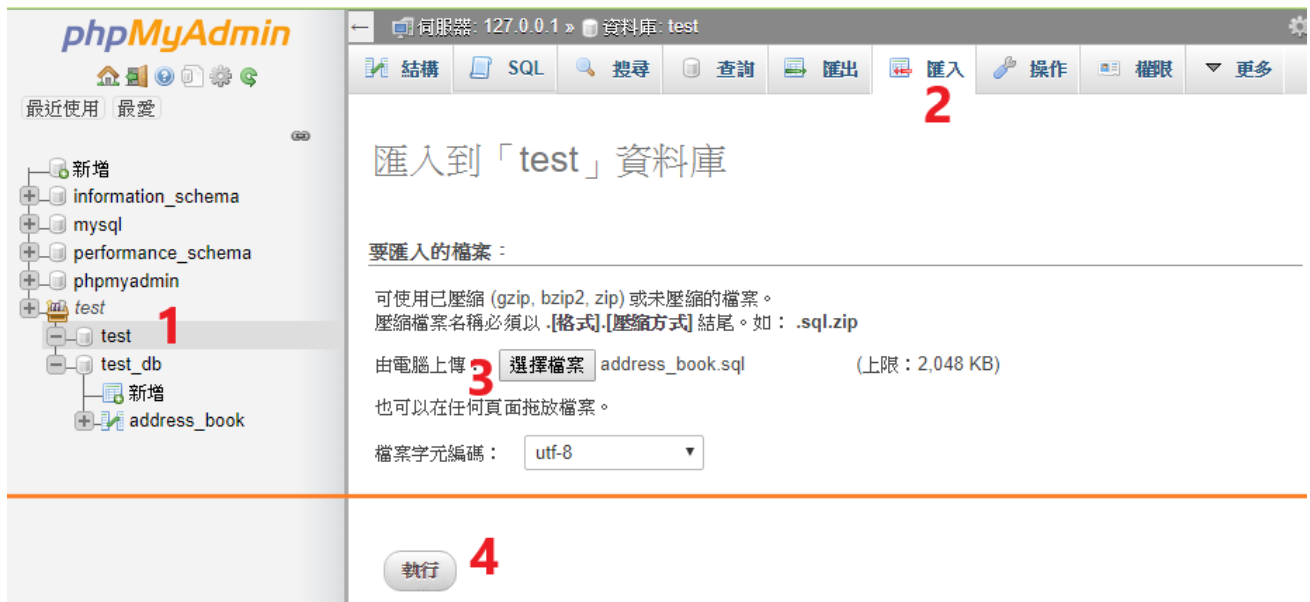 phpMyAdmin
最近使用 最愛
新增
information_schema
mysql
performance_schema
phpmyadmin
test
test
1
test_db
新增
address_book
伺服器: 127.0.0.1 » 資料庫: test
結構 SQL 搜尋 查詢 匯出 匯入 操作 權限 更多
2
匯入到「test」資料庫
要匯入的檔案：
可使用已壓縮 (gzip, bzip2, zip) 或未壓縮的檔案。
壓縮檔案名稱必須以 .[格式].[壓縮方式] 結尾。如： .sql.zip
由電腦上傳： 選擇檔案 address_book.sql (上限：2,048 KB)
3
也可以在任何頁面拖放檔案。
檔案字元編碼： utf-8
執行 4